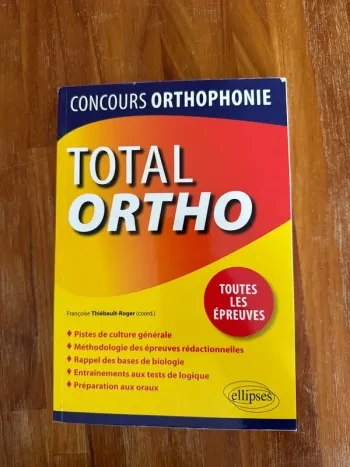 CONCOURS ORTHOPHONIE
TOTAL
ORTHO
Françoise Thiébault-Roger (coord.)
TOUTES
LES
ÉPREUVES
♦ Pistes de culture générale
♦ Méthodologie des épreuves rédactionnelles
♦ Rappel des bases de biologie
♦ Entraînements aux tests de logique
♦ Préparation aux oraux
ellipses